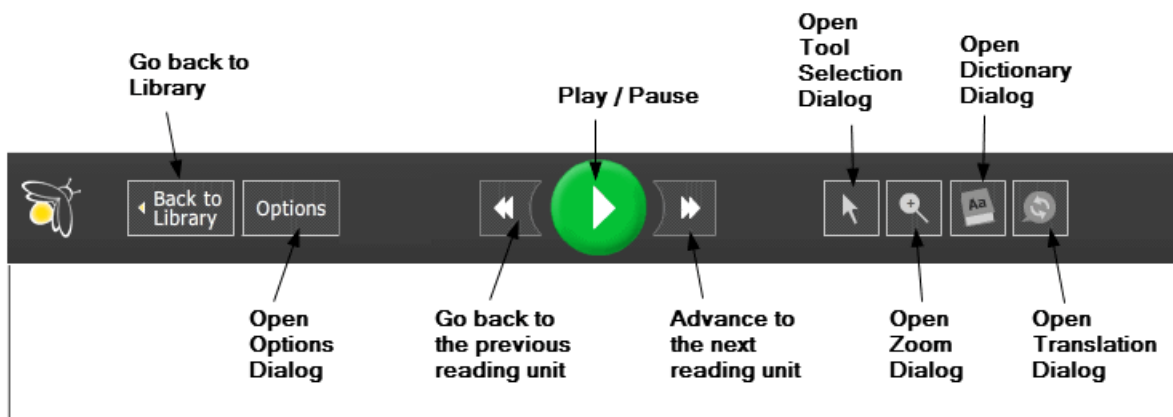 Go back to
Library
Play / Pause
Open
Tool
Selection
Dialog
Open
Dictionary
Dialog
Back to
Library
Options
Aa
Open
Options
Dialog
Go back to
the previous
reading unit
Advance to
the next
reading unit
Open
Zoom
Dialog
Open
Translation
Dialog